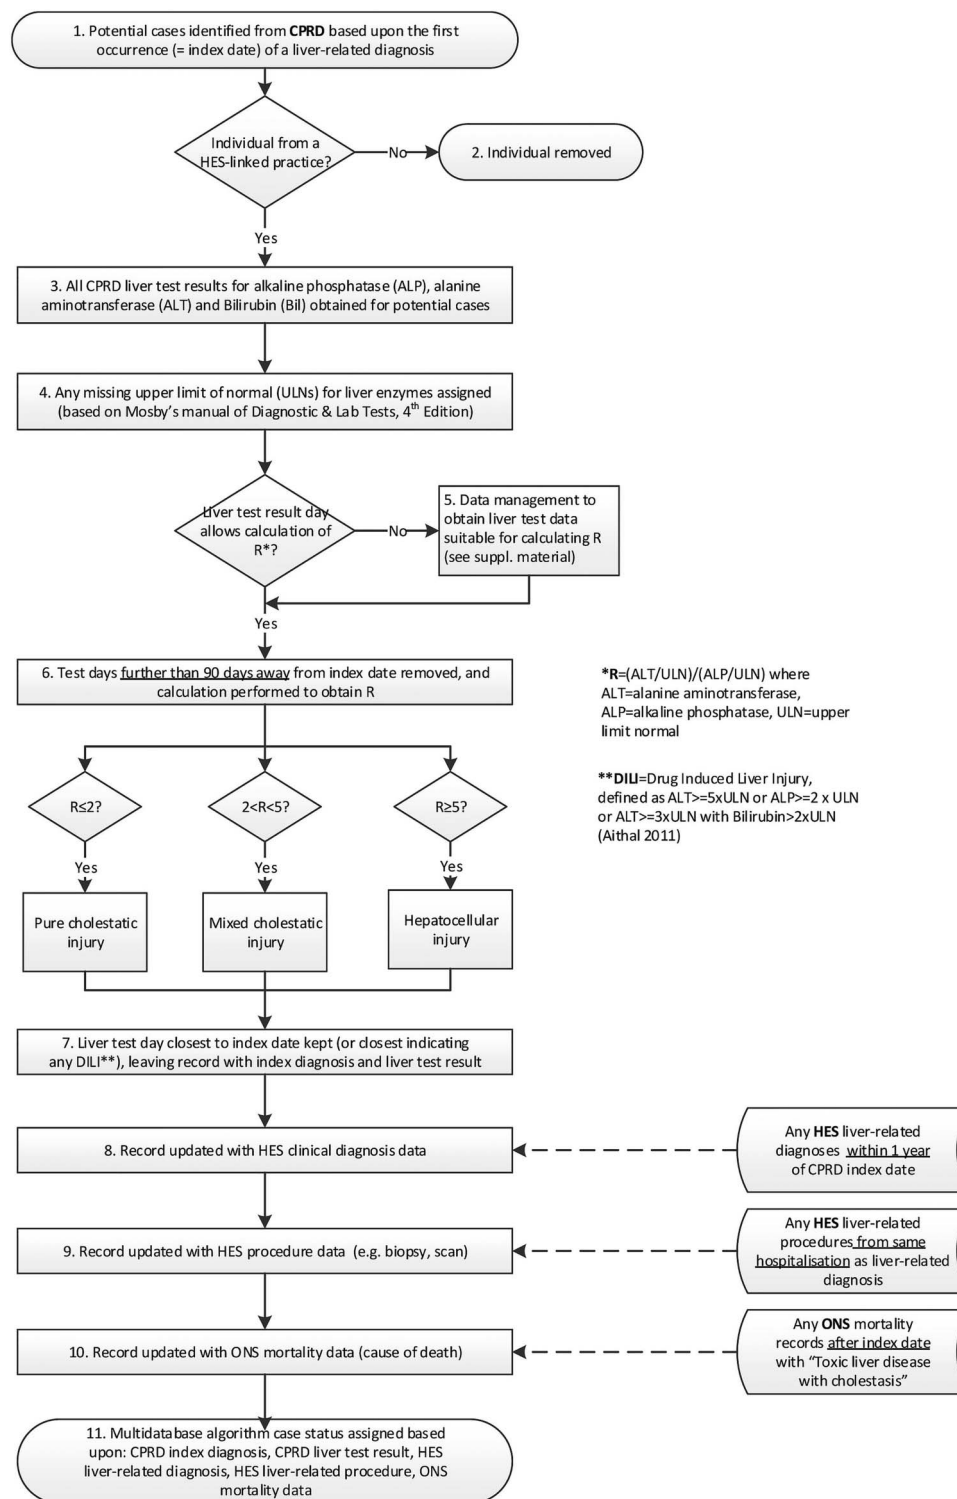 1. Potential cases identified from CPRD based upon the first
occurrence (= index date) of a liver-related diagnosis
Individual from a
HES-linked practice?
No
2. Individual removed
Yes
3. All CPRD liver test results for alkaline phosphatase (ALP), alanine
aminotransferase (ALT) and Bilirubin (Bil) obtained for potential cases
4. Any missing upper limit of normal (ULNs) for liver enzymes assigned
(based on Mosby's manual of Diagnostic & Lab Tests, 4th Edition)
Liver test result day
allows calculation of
R*?
No
5. Data management to
obtain liver test data
suitable for calculating R
(see suppl. material)
Yes
6. Test days further than 90 days away from index date removed, and
calculation performed to obtain R
*R=(ALT/ULN)/(ALP/ULN) where
ALT=alanine aminotransferase,
ALP=alkaline phosphatase, ULN=upper
limit normal
**DILI=Drug Induced Liver Injury,
defined as ALT>=5xULN or ALP>=2 x ULN
or ALT>=3xULN with Bilirubin>2xULN
(Aithal 2011)
R≤2?
2<R<5?
R≥5?
Yes
Yes
Yes
Pure cholestatic
injury
Mixed cholestatic
injury
Hepatocellular
injury
7. Liver test day closest to index date kept (or closest indicating
any DILI**), leaving record with index diagnosis and liver test result
8. Record updated with HES clinical diagnosis data
Any HES liver-related
diagnoses within 1 year
of CPRD index date
9. Record updated with HES procedure data (e.g. biopsy, scan)
Any HES liver-related
procedures from same
hospitalisation as liver-related
diagnosis
10. Record updated with ONS mortality data (cause of death)
Any ONS mortality
records after index date
with “Toxic liver disease
with cholestasis”
11. Multidatabase algorithm case status assigned based
upon: CPRD index diagnosis, CPRD liver test result, HES
liver-related diagnosis, HES liver-related procedure, ONS
mortality data